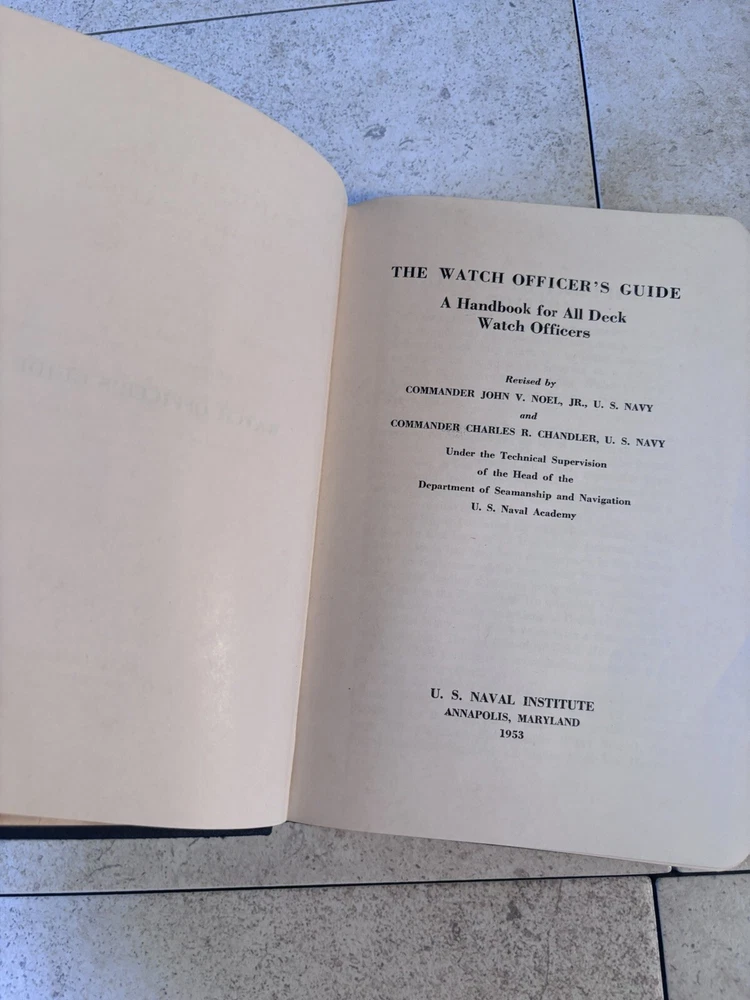 THE WATCH OFFICER'S GUIDE
A Handbook for All Deck
Watch Officers
Revised by
COMMANDER JOHN V. NOEL, JR., U. S. NAVY
and
COMMANDER CHARLES R. CHANDLER, U. S. NAVY
Under the Technical Supervision
of the Head of the
Department of Seamanship and Navigation
U. S. Naval Academy
U. S. NAVAL INSTITUTE
ANNAPOLIS, MARYLAND
1953